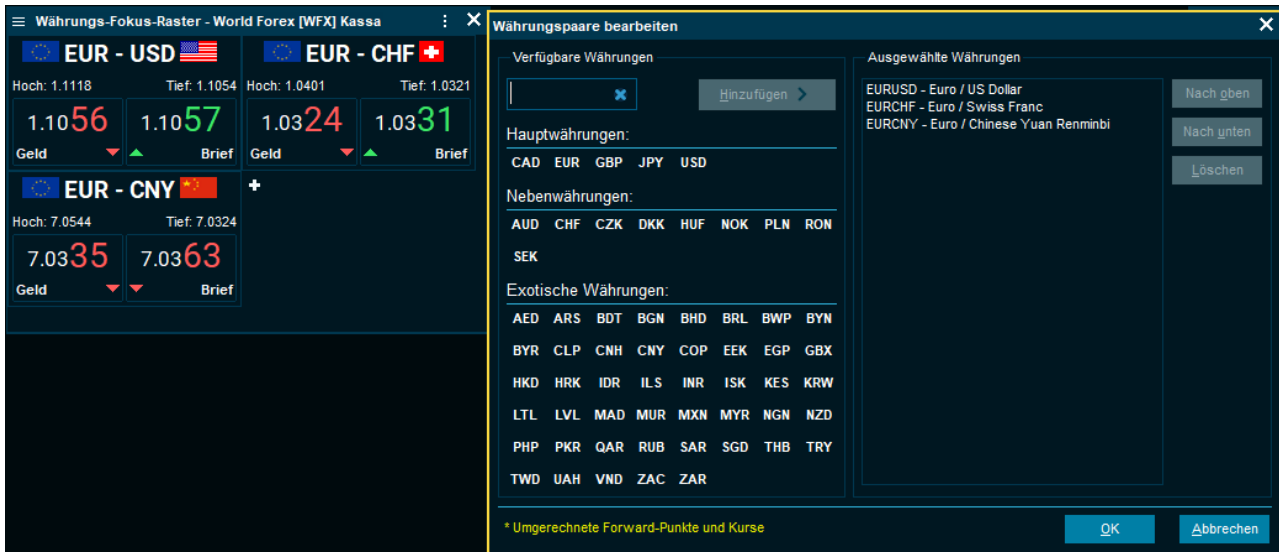 Währungs-Fokus-Raster - World Forex [WFX] Kassa
EUR - USD
Hoch: 1.1118 Tief: 1.1054
1.1056 1.1057
Geld Brief
EUR - CHF
Hoch: 1.0401 Tief: 1.0321
1.0324 1.0331
Geld Brief
EUR - CNY
Hoch: 7.0544 Tief: 7.0324
7.0335 7.0363
Geld Brief
Währungspaare bearbeiten
Verfügbare Währungen
Hinzufügen
Hauptwährungen:
CAD EUR GBP JPY USD
Nebenwährungen:
AUD CHF CZK DKK HUF NOK PLN RON
SEK
Exotische Währungen:
AED ARS BDT BGN BHD BRL BWP BYN
BYR CLP CNH CNY COP EEK EGP GBX
HKD HRK IDR ILS INR ISK KES KRW
LTL LVL MAD MUR MXN MYR NGN NZD
PHP PKR QAR RUB SAR SGD THB TRY
TWD UAH VND ZAC ZAR
Ausgewählte Währungen
EURUSD - Euro / US Dollar
EURCHF - Euro / Swiss Franc
EURCNY - Euro / Chinese Yuan Renminbi
Nach oben
Nach unten
Löschen
* Umgerechnete Forward-Punkte und Kurse
OK
Abbrechen